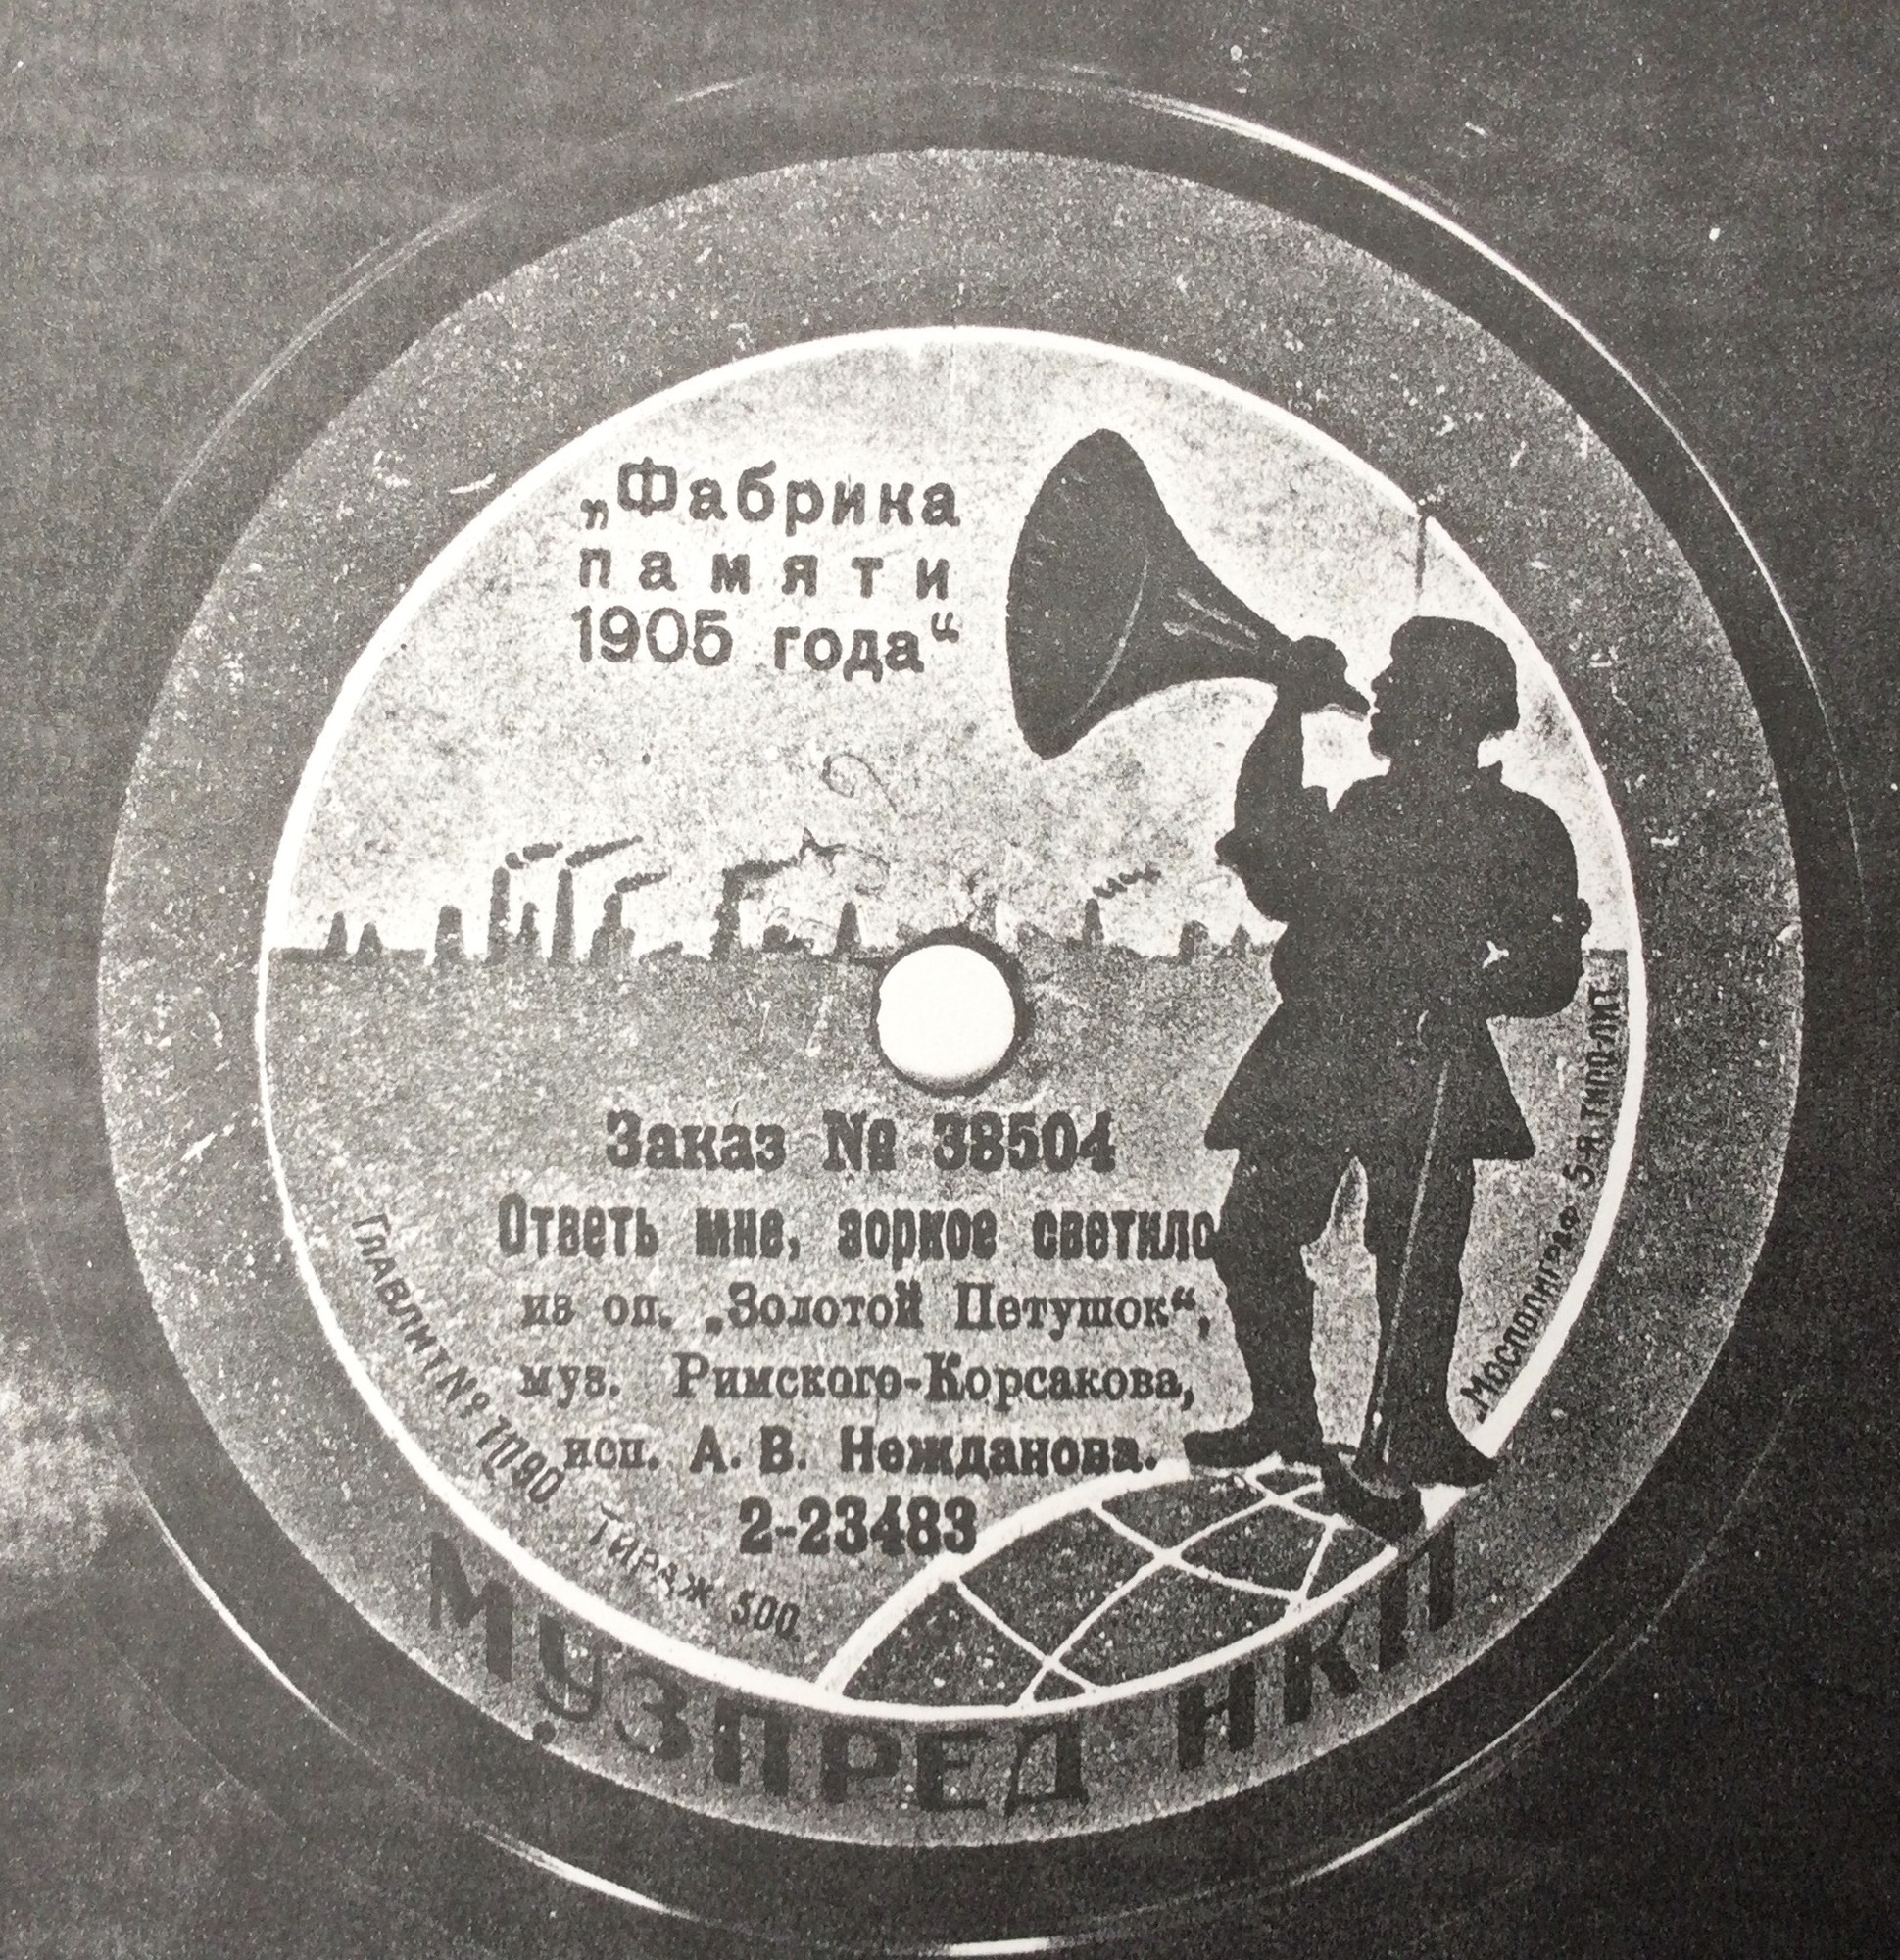 „Фабрика
памяти
1905 года“
Заказ № 38504
Ответь мне, зоркое светило
из оп. „Золотой Петушок“,
муз. Римского-Корсакова,
исп. А. В. Нежданова.
2-23483
Главлит № Тираж 500.
„Мосполиграф“ 5-я типо-лит
МУЗПРЕД НКП